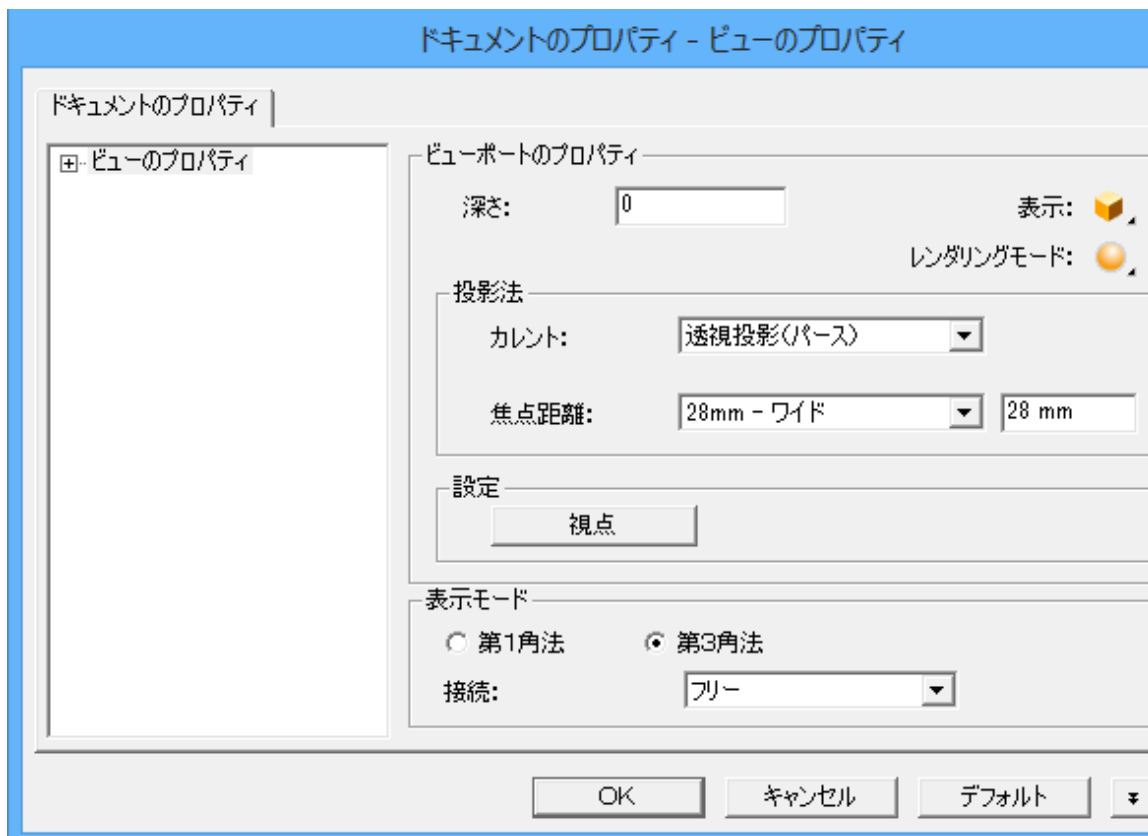 ドキュメントのプロパティ - ビューのプロパティ
ドキュメントのプロパティ
ビューのプロパティ
ビューポートのプロパティ
深さ: 0 表示:
レンダリングモード:
投影法
カレント: 透視投影(パース)
焦点距離: 28mm - ワイド 28 mm
設定
視点
表示モード
第1角法 第3角法
接続: フリー
OK キャンセル デフォルト